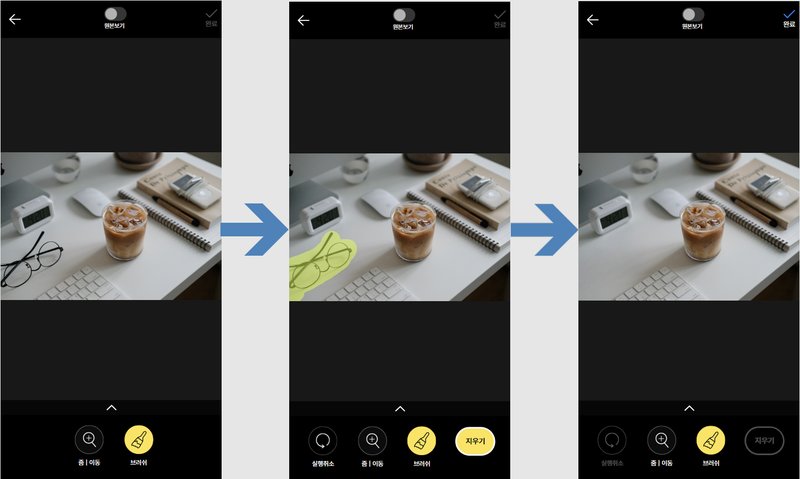 원본보기
완료
줌 | 이동
브러쉬
원본보기
완료
실행취소
줌 | 이동
브러쉬
지우기
원본보기
완료
실행취소
줌 | 이동
브러쉬
지우기